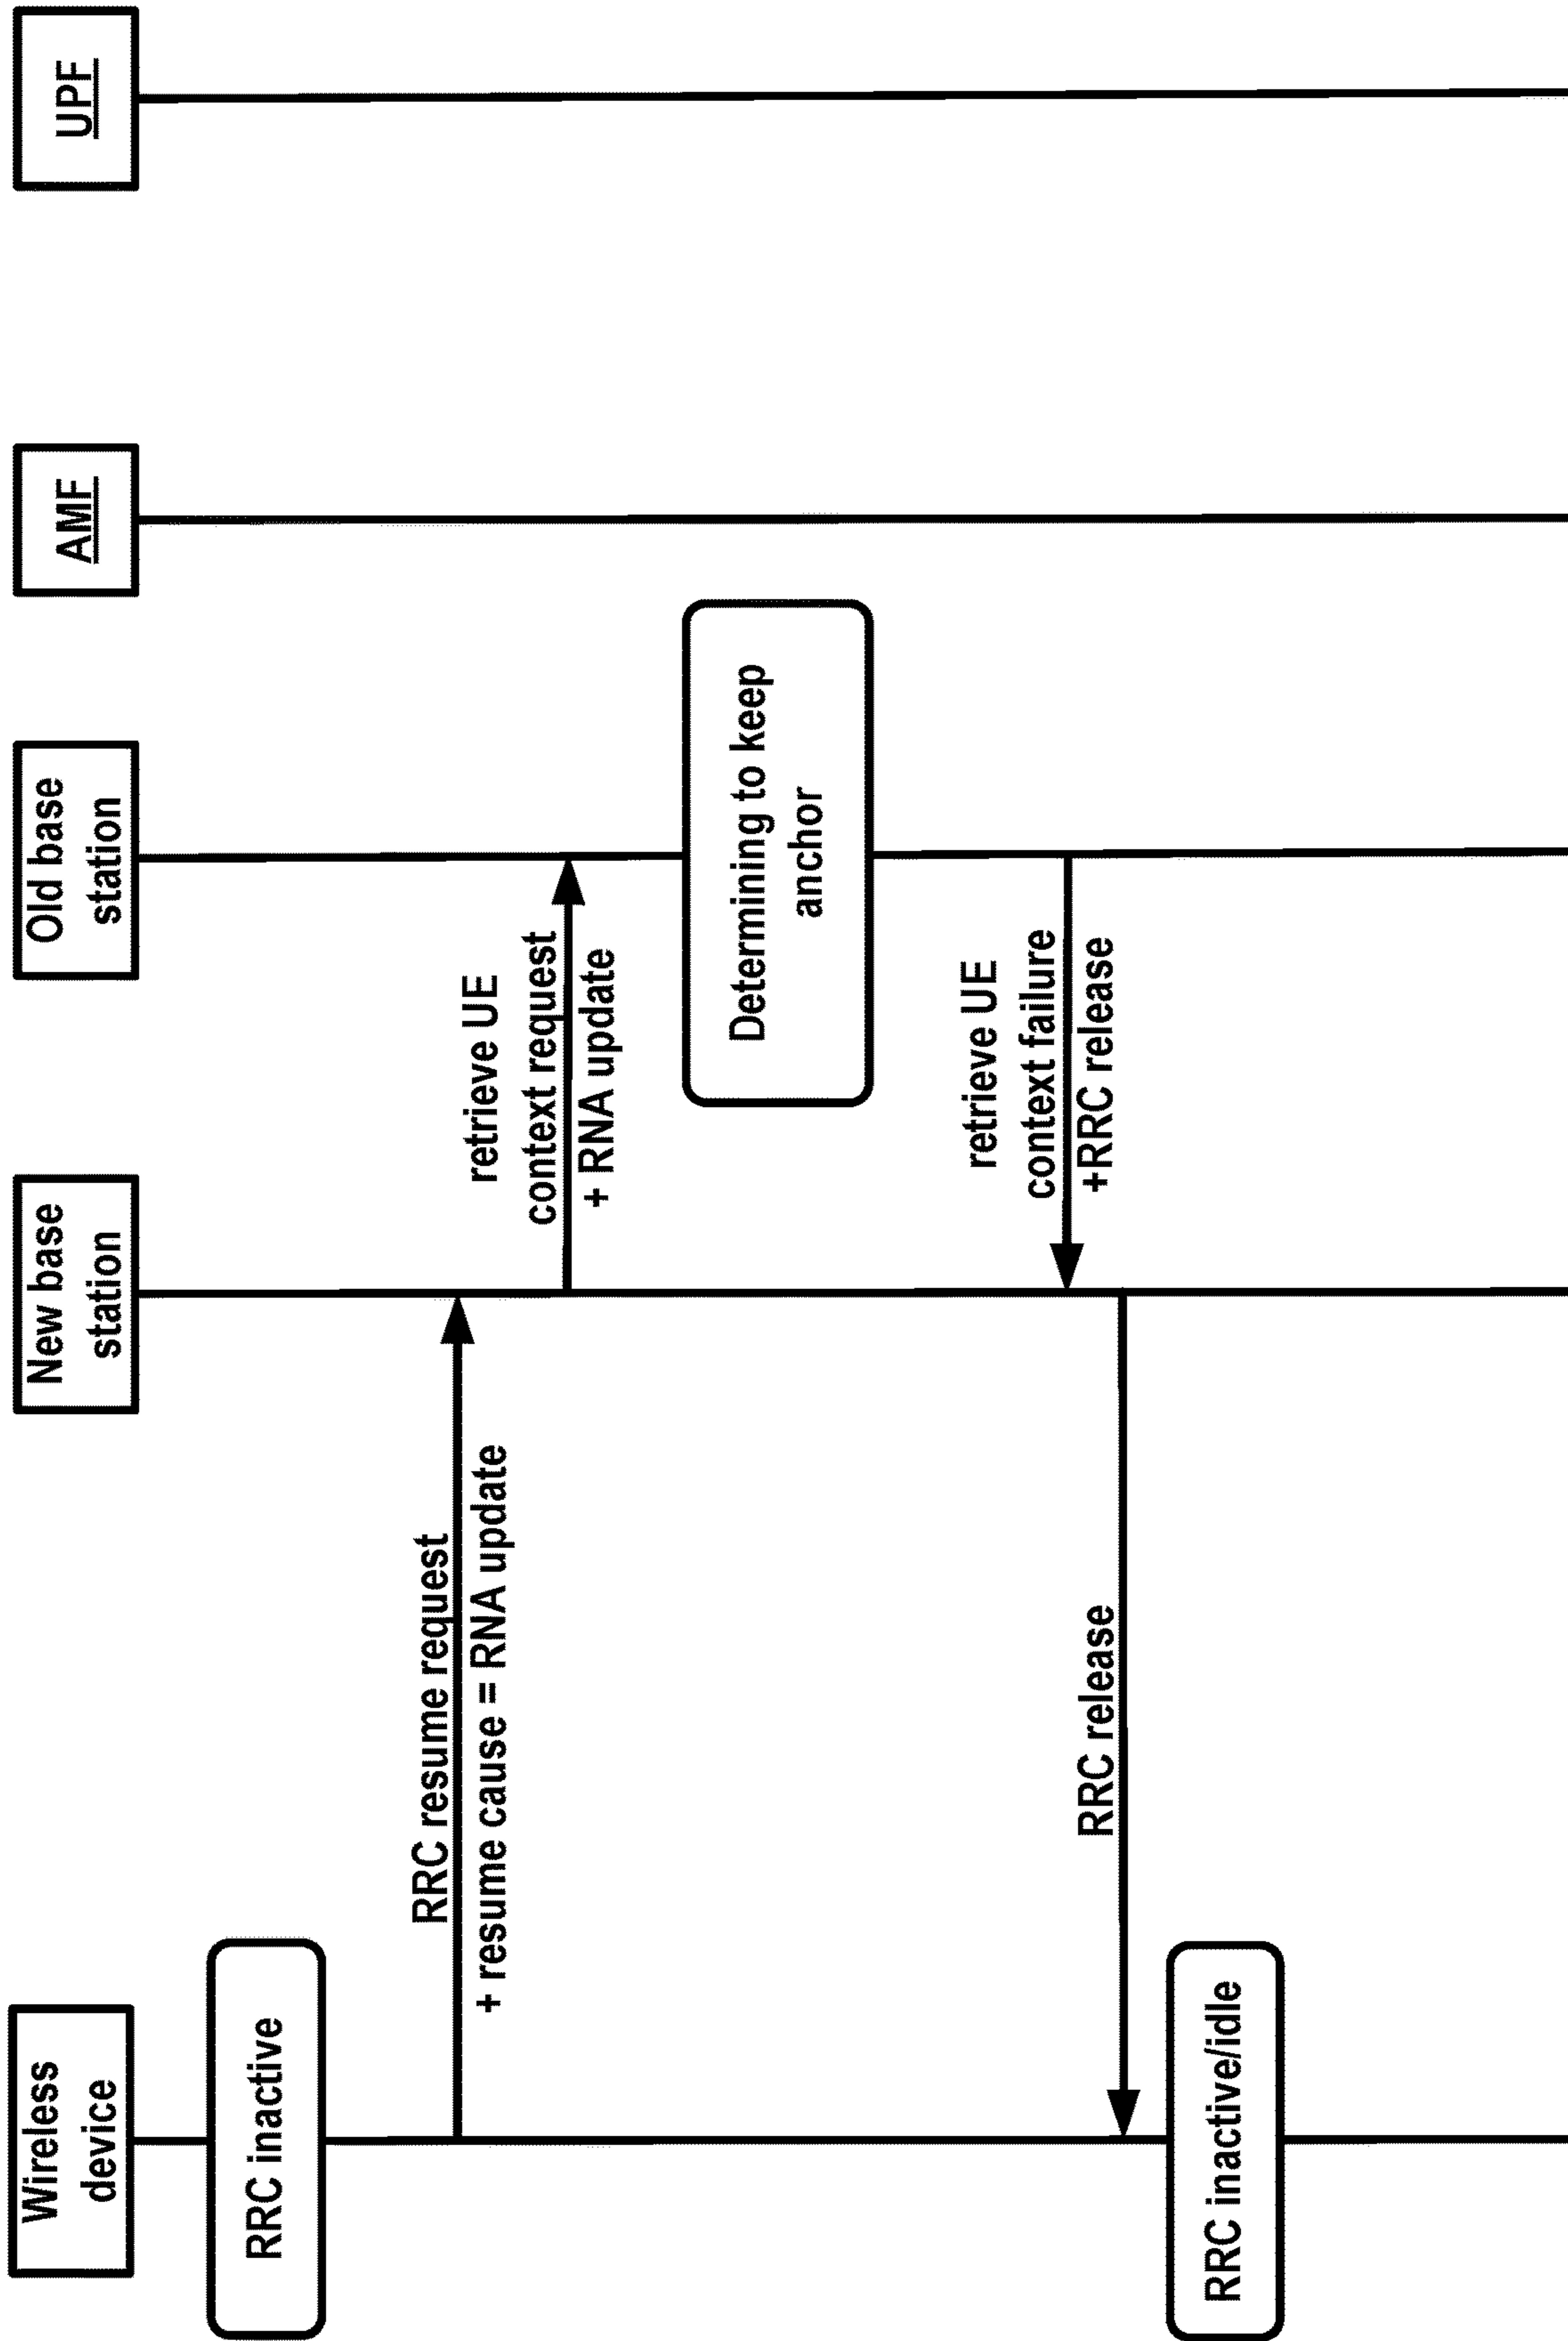 Wireless
device
New base
station
Old base
station
AMF
UPF
RRC inactive
RRC resume request
+ resume cause = RNA update
retrieve UE
context request
+ RNA update
Determining to keep
anchor
retrieve UE
context failure
+RRC release
RRC release
RRC inactive/idle